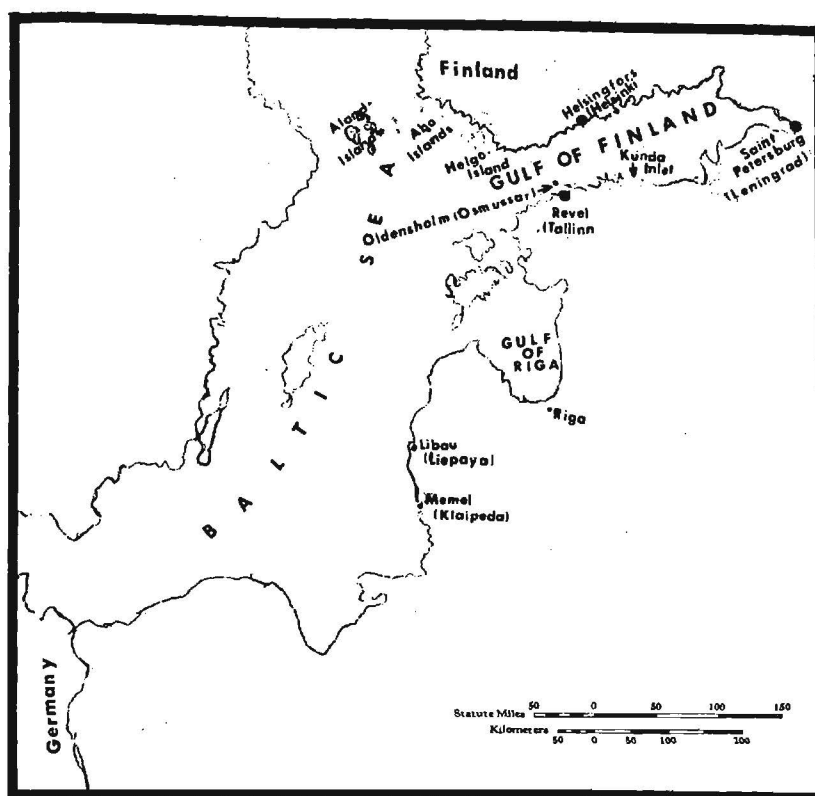 Finland
Aland-
Islands
Abo
Islands
Helgo-
Island
Helsingfors
(Helsinki
GULF OF FINLAND
Kunda
Inlet
Saint
Petersburg
(Leningrad)
Oldensholm (Osmussar)
Revel
(Tallinn
BALTIC SEA
GULF
OF
RIGA
Riga
Libau
(Liepaya)
Memel
(Klaipeda)
Germany
Statute Miles 50 0 50 100 150
Kilometers 50 0 50 100 200